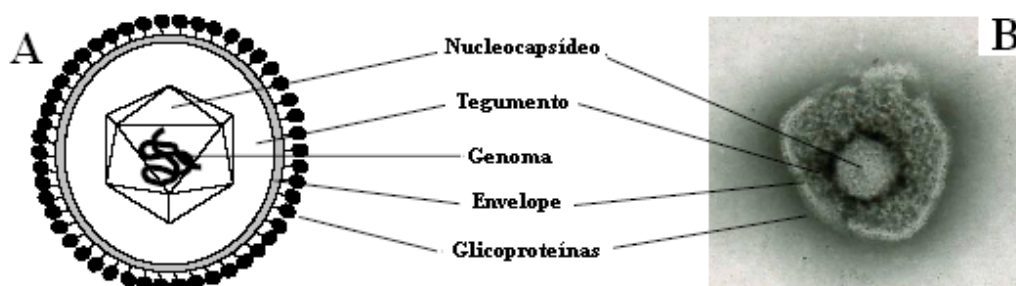 A
B
Nucleocapsídeo
Tegumento
Genoma
Envelope
Glicoproteínas